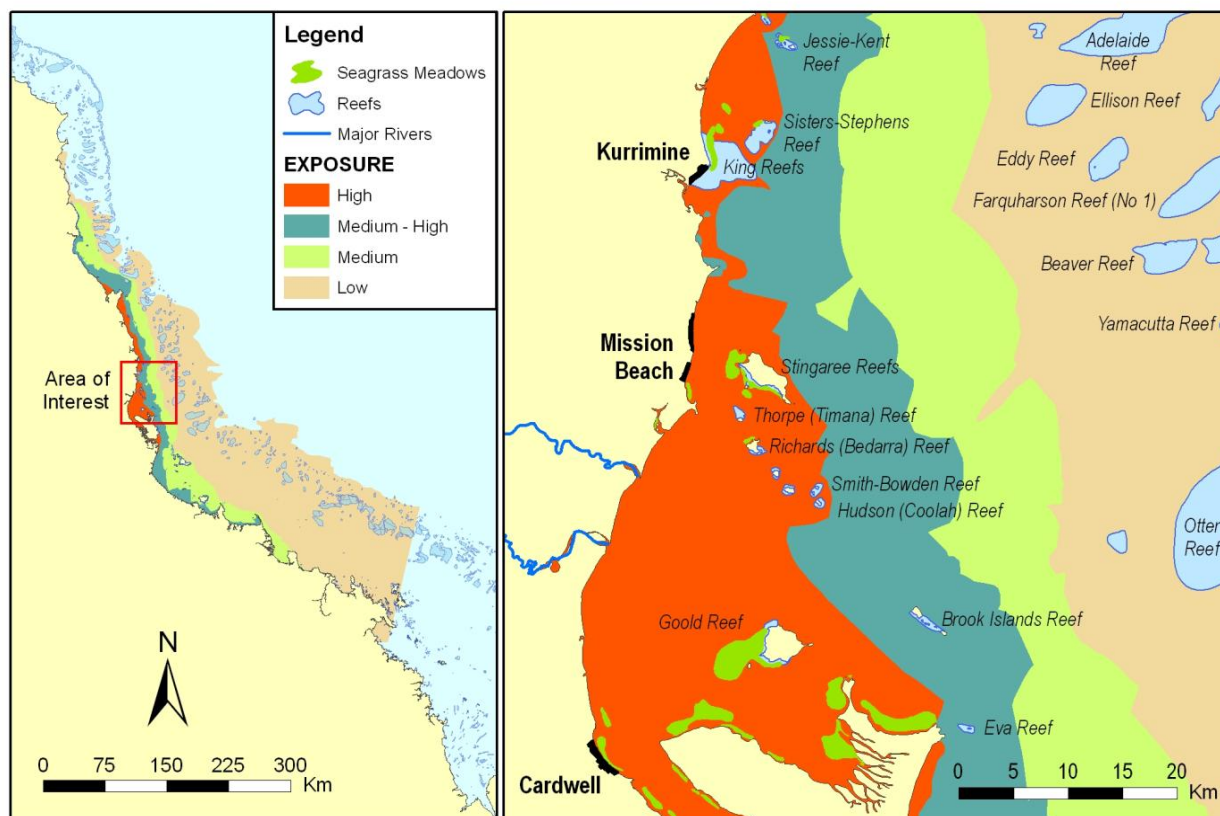 Legend
Seagrass Meadows
Reefs
Major Rivers
EXPOSURE
High
Medium - High
Medium
Low
Area of
Interest
N
0 75 150 225 300
Km
Jessie-Kent
Reef
Adelaide
Reef
Ellison Reef
Sisters-Stephens
Reef
Kurrimine
King Reefs
Eddy Reef
Farquharson Reef (No 1)
Beaver Reef
Yamacutta Reef
Mission
Beach
Stingaree Reefs
Thorpe (Timana) Reef
Richards (Bedarra) Reef
Smith-Bowden Reef
Hudson (Coolah) Reef
Otter
Reef
Goold Reef
Brook Islands Reef
Eva Reef
Cardwell
0 5 10 15 20
Km